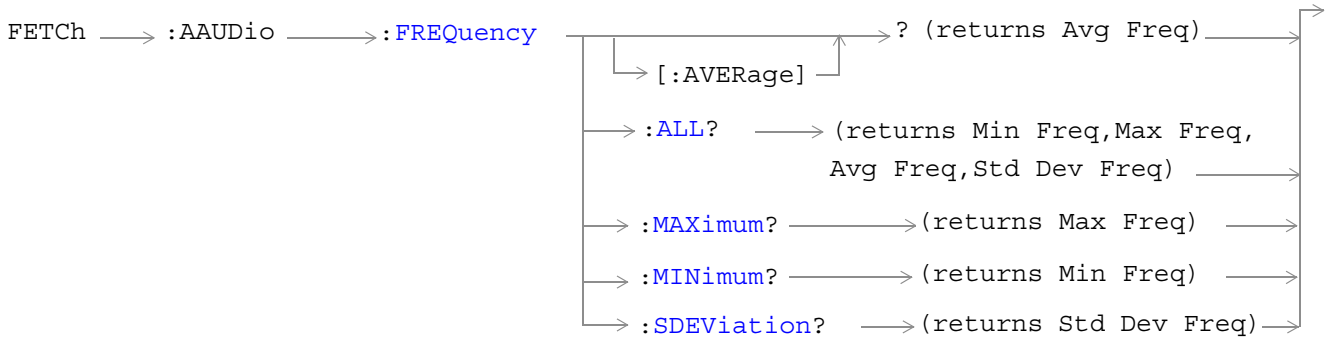 FETCh :AAUDio :FREQuency ? (returns Avg Freq)
[:AVERage]
:ALL? (returns Min Freq,Max Freq,
Avg Freq,Std Dev Freq)
:MAXimum? (returns Max Freq)
:MINimum? (returns Min Freq)
:SDEViation? (returns Std Dev Freq)